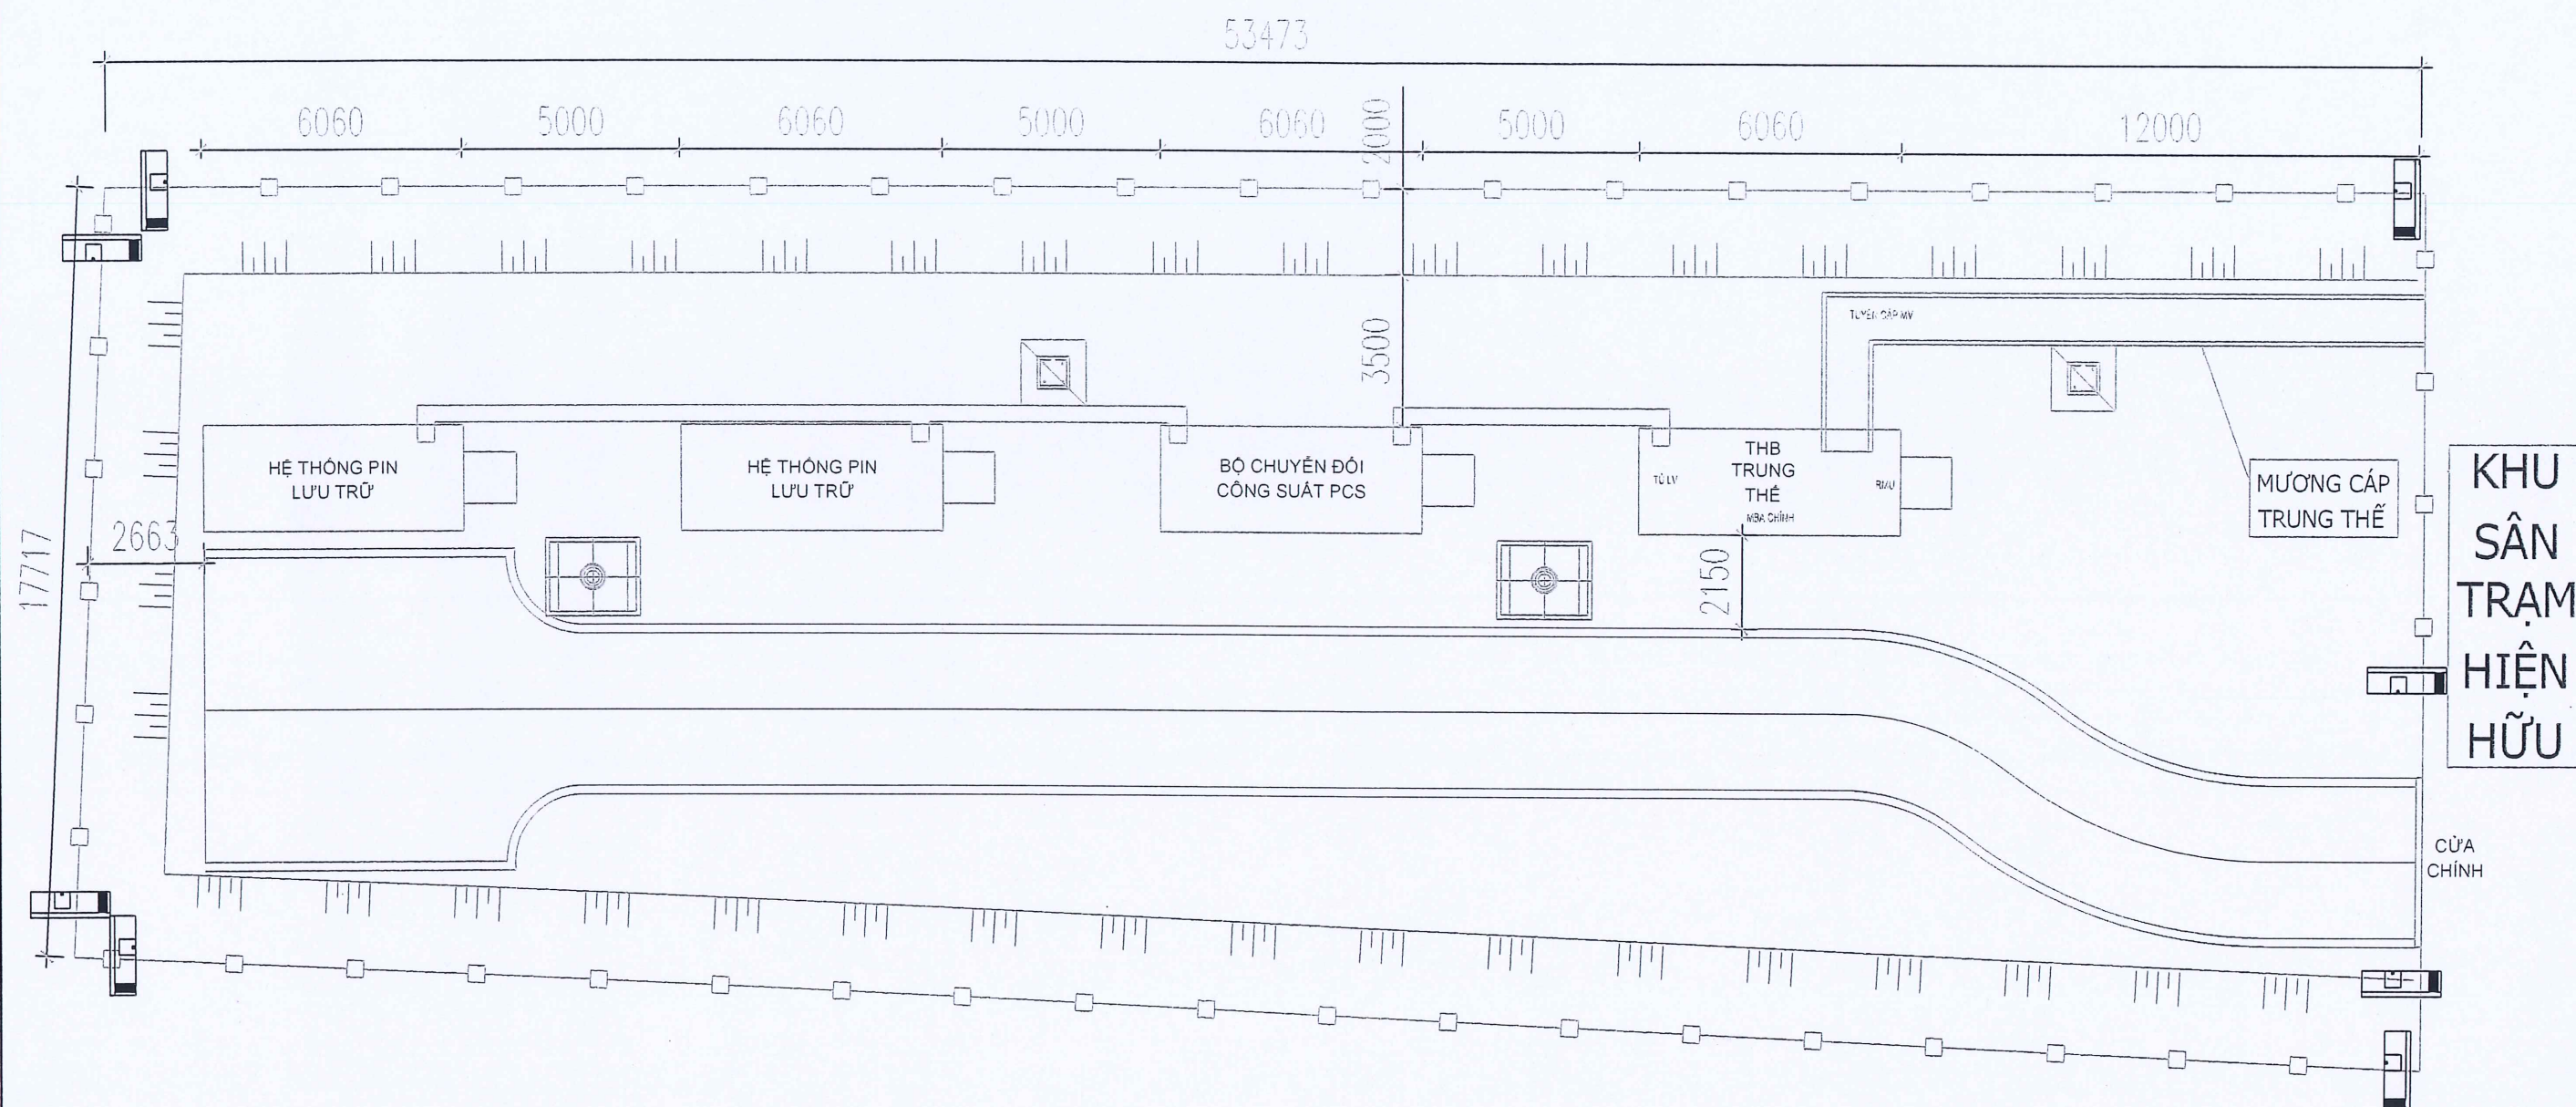 53473
6060
5000
6060
5000
6060
2000
5000
6060
12000
TUYẾN CÁP MV
3500
HỆ THỐNG PIN
LƯU TRỮ
HỆ THỐNG PIN
LƯU TRỮ
BỘ CHUYỂN ĐỔI
CÔNG SUẤT PCS
THB
TRUNG
THẾ
TỦ LV
RMU
MBA CHÍNH
MƯƠNG CÁP
TRUNG THẾ
KHU
SÂN
TRẠM
HIỆN
HỮU
2663
17717
2150
CỬA
CHÍNH